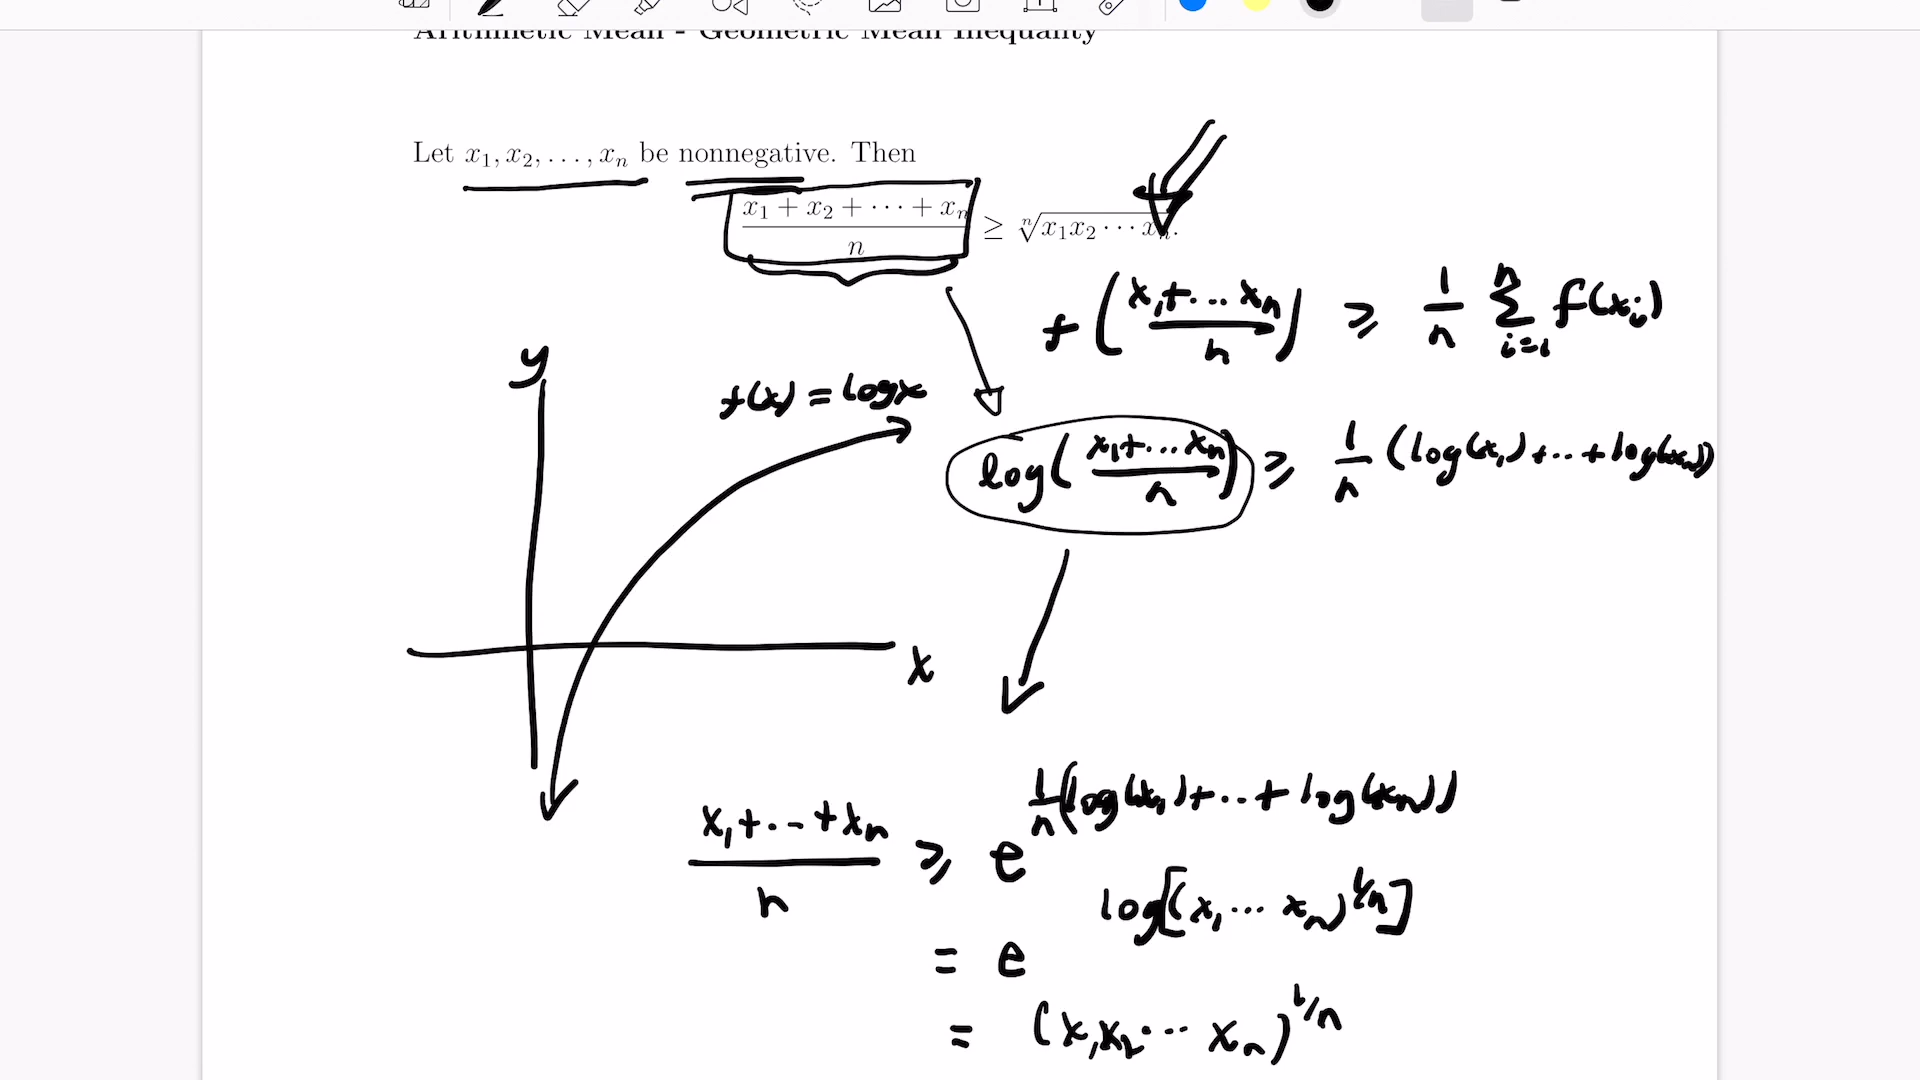 Arithmetic Mean - Geometric Mean Inequality
Let x₁, x₂, . . . , xₙ be nonnegative. Then
(x₁ + x₂ + · · · + xₙ)/n ≥ ⁿ√(x₁x₂ · · · xₙ).
f((x₁+...xₙ)/n) ⩾ 1/n Σᵢ₌₁ⁿ f(xᵢ)
y
f(x) = log x
log((x₁+...xₙ)/n) ⩾ 1/n (log(x₁)+...+log(xₙ))
x
(x₁+...+xₙ)/n ⩾ e^(1/n(log(x₁)+...+log(xₙ)))
= e^(log[(x₁...xₙ)^(1/n)])
= (x₁x₂...xₙ)^(1/n)